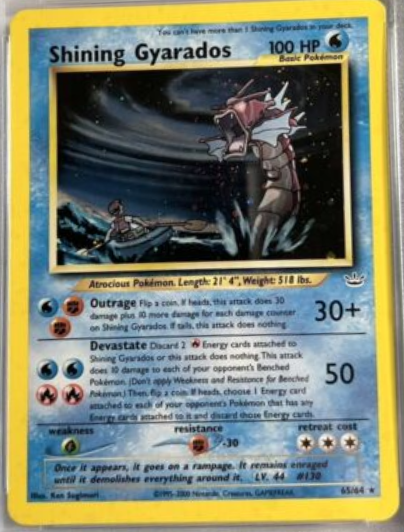 You can't have more than 1 Shining Gyarados in your deck.
Shining Gyarados 100 HP
Basic Pokémon
Atrocious Pokémon. Length: 21' 4", Weight: 518 lbs.
Outrage Flip a coin. If heads, this attack does 30
damage plus 10 more damage for each damage counter
on Shining Gyarados. If tails, this attack does nothing.
30+
Devastate Discard 2 Energy cards attached to
Shining Gyarados or this attack does nothing. This attack
does 10 damage to each of your opponent's Benched
Pokémon. (Don't apply Weakness and Resistance for Benched
Pokémon.) Then, flip a coin. If heads, choose 1 Energy card
attached to each of your opponent's Pokémon that has any
Energy cards attached to it and discard those Energy cards.
50
weakness resistance retreat cost
-30
Once it appears, it goes on a rampage. It remains enraged
until it demolishes everything around it. LV. 44 #130
Illus. Ken Sugimori ©1995-2000 Nintendo, Creatures, GAMEFREAK. 65/64 ★